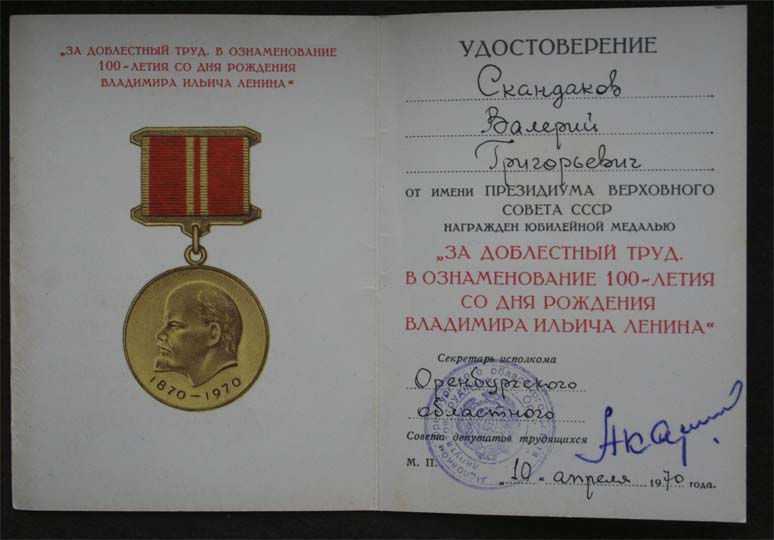 „ЗА ДОБЛЕСТНЫЙ ТРУД. В ОЗНАМЕНОВАНИЕ
100-ЛЕТИЯ СО ДНЯ РОЖДЕНИЯ
ВЛАДИМИРА ИЛЬИЧА ЛЕНИНА“
1870–1970
УДОСТОВЕРЕНИЕ
Скандаков
Валерий
Григорьевич
ОТ ИМЕНИ ПРЕЗИДИУМА ВЕРХОВНОГО
СОВЕТА СССР
НАГРАЖДЕН ЮБИЛЕЙНОЙ МЕДАЛЬЮ
„ЗА ДОБЛЕСТНЫЙ ТРУД.
В ОЗНАМЕНОВАНИЕ 100-ЛЕТИЯ
СО ДНЯ РОЖДЕНИЯ
ВЛАДИМИРА ИЛЬИЧА ЛЕНИНА“
Секретарь исполкома
Оренбургского
областного
Совета депутатов трудящихся
М. П.
„10“ апреля 1970 года.